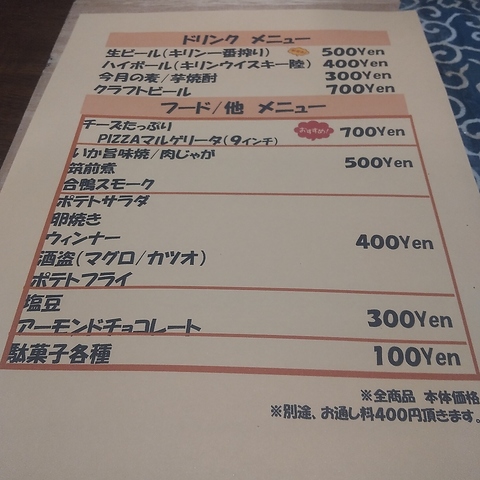 ドリンク メニュー
生ビール(キリン一番搾り) 500Yen
ハイボール(キリンウイスキー陸) 400Yen
今月の麦/芋焼酎 300Yen
クラフトビール 700Yen
フード/他 メニュー
チーズたっぷり
PIZZAマルゲリータ(9インチ) おすすめ! 700Yen
いか旨味焼/肉じゃが
筑前煮 500Yen
合鴨スモーク
ポテトサラダ
卵焼き
ウィンナー 400Yen
酒盗(マグロ/カツオ)
ポテトフライ
塩豆
アーモンドチョコレート 300Yen
駄菓子各種 100Yen
※全商品 本体価格
※別途、お通し料400円頂きます。